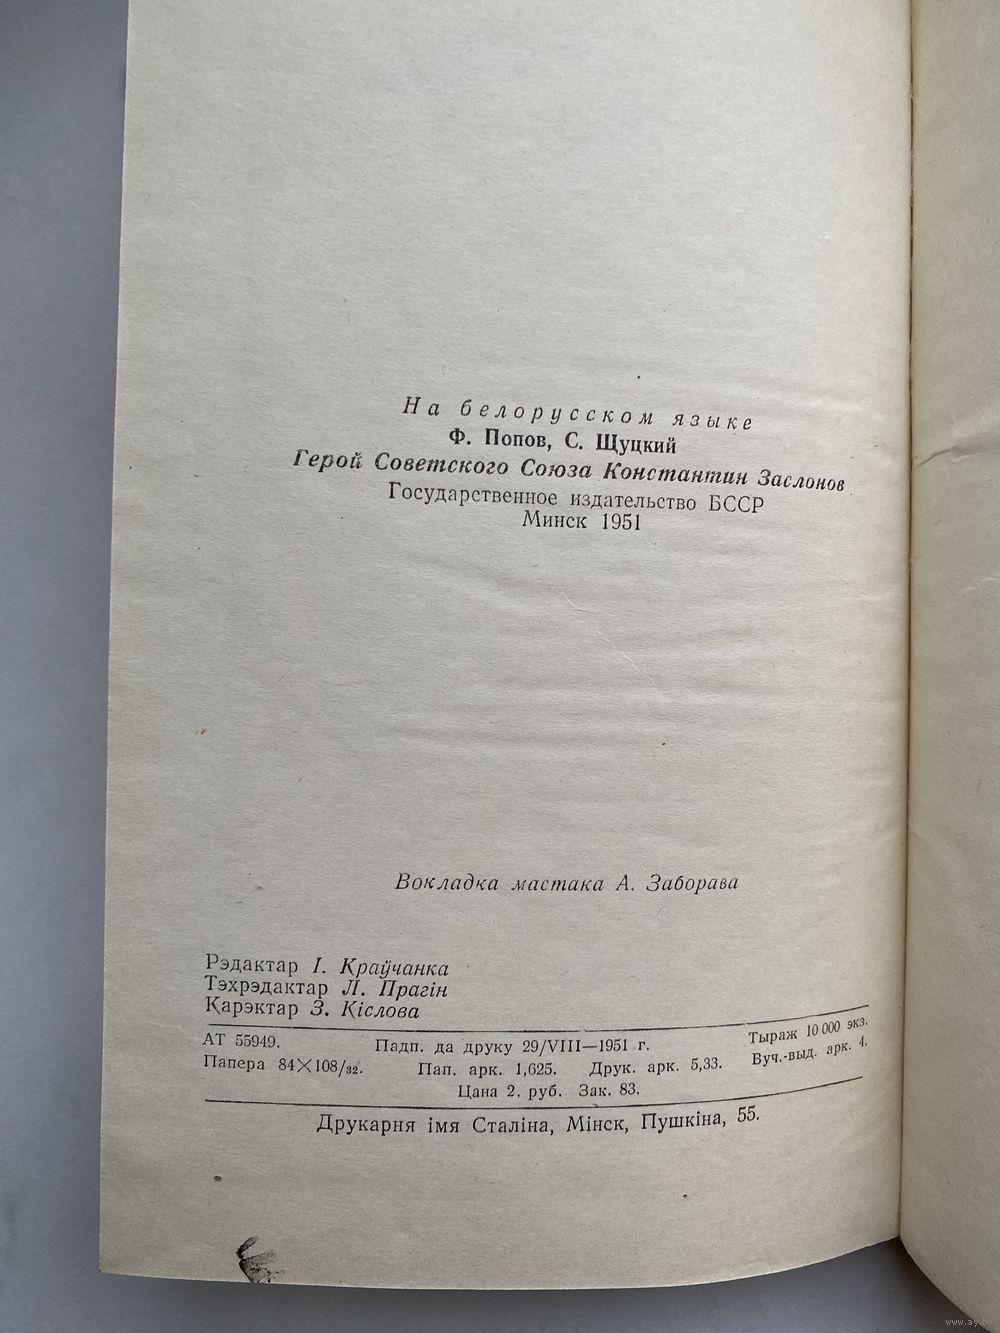 На белорусском языке
Ф. Попов, С. Щуцкий
Герой Советского Союза Константин Заслонов
Государственное издательство БССР
Минск 1951
Вокладка мастака А. Заборава
Рэдактар І. Краўчанка
Тэхрэдактар Л. Прагін
Карэктар З. Кіслова
АТ 55949. Падп. да друку 29/VIII—1951 г. Тыраж 10 000 экз.
Папера 84×108/32. Пап. арк. 1,625. Друк. арк. 5,33. Вуч.-выд. арк. 4.
Цана 2. руб. Зак. 83.
Друкарня імя Сталіна, Мінск, Пушкіна, 55.
www.ay.by